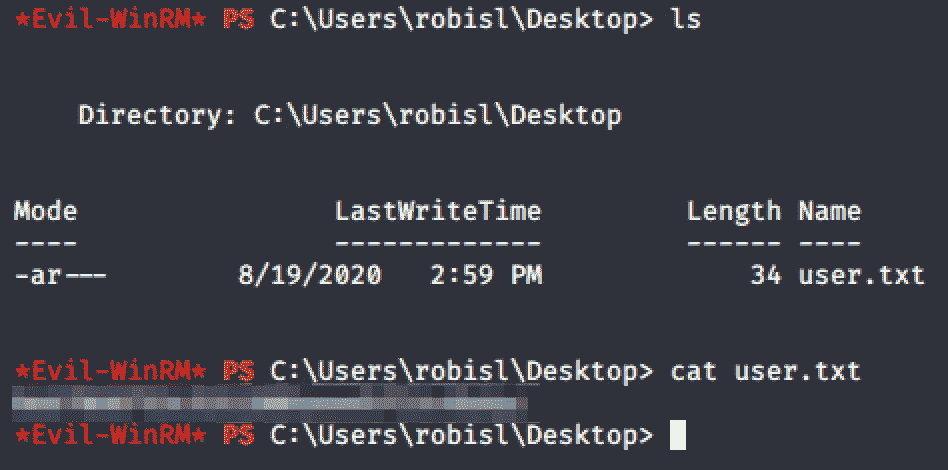 *Evil-WinRM* PS C:\Users\robisl\Desktop> ls
Directory: C:\Users\robisl\Desktop
Mode LastWriteTime Length Name
---- ------------- ------ ----
-ar--- 8/19/2020 2:59 PM 34 user.txt
*Evil-WinRM* PS C:\Users\robisl\Desktop> cat user.txt
*Evil-WinRM* PS C:\Users\robisl\Desktop>